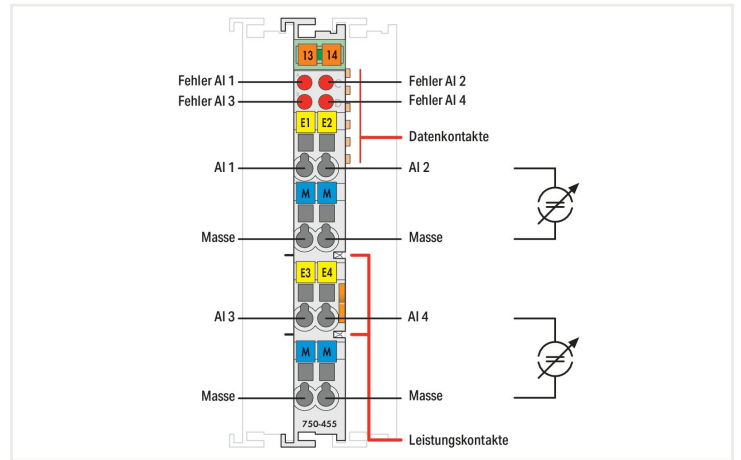 13 14
Fehler AI 1 Fehler AI 2
Fehler AI 3 Fehler AI 4
E1 E2
Datenkontakte
AI 1 AI 2
M M
Masse Masse
E3 E4
AI 3 AI 4
M M
Masse Masse
750-455
Leistungskontakte